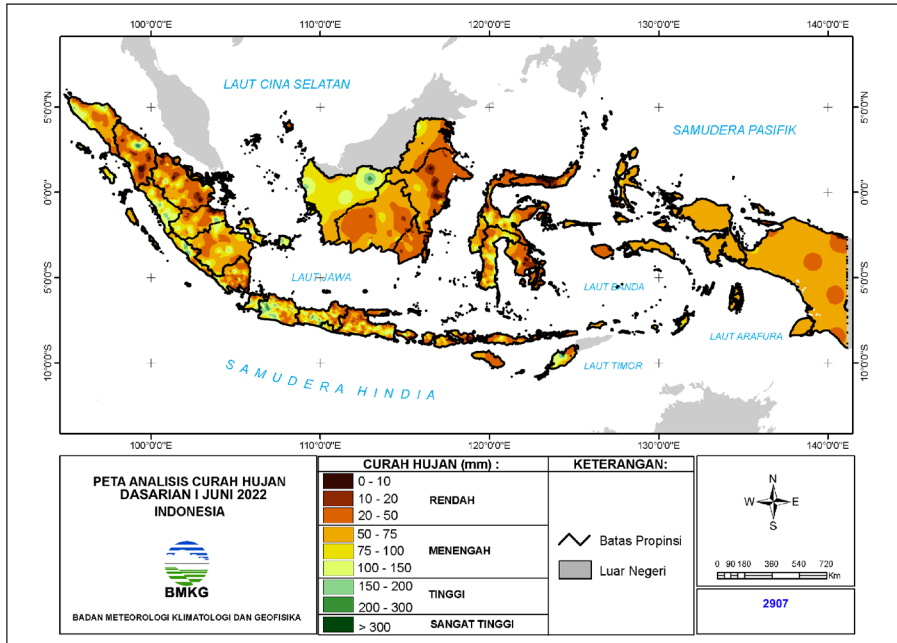 100°0'0"E 110°0'0"E 120°0'0"E 130°0'0"E 140°0'0"E
LAUT CINA SELATAN
SAMUDERA PASIFIK
5°0'0"N 5°0'0"N
0°0'0" 0°0'0"
5°0'0"S 5°0'0"S
10°0'0"S 10°0'0"S
LAUT JAWA
LAUT BANDA
LAUT ARAFURA
LAUT TIMOR
SAMUDERA HINDIA
100°0'0"E 110°0'0"E 120°0'0"E 130°0'0"E 140°0'0"E
PETA ANALISIS CURAH HUJAN
DASARIAN I JUNI 2022
INDONESIA
BMKG
BADAN METEOROLOGI KLIMATOLOGI DAN GEOFISIKA
CURAH HUJAN (mm) :
0 - 10
10 - 20
20 - 50
RENDAH
50 - 75
75 - 100
100 - 150
MENENGAH
150 - 200
200 - 300
TINGGI
> 300
SANGAT TINGGI
KETERANGAN:
Batas Propinsi
Luar Negeri
N
W E
S
0 90 180 360 540 720
Km
2907